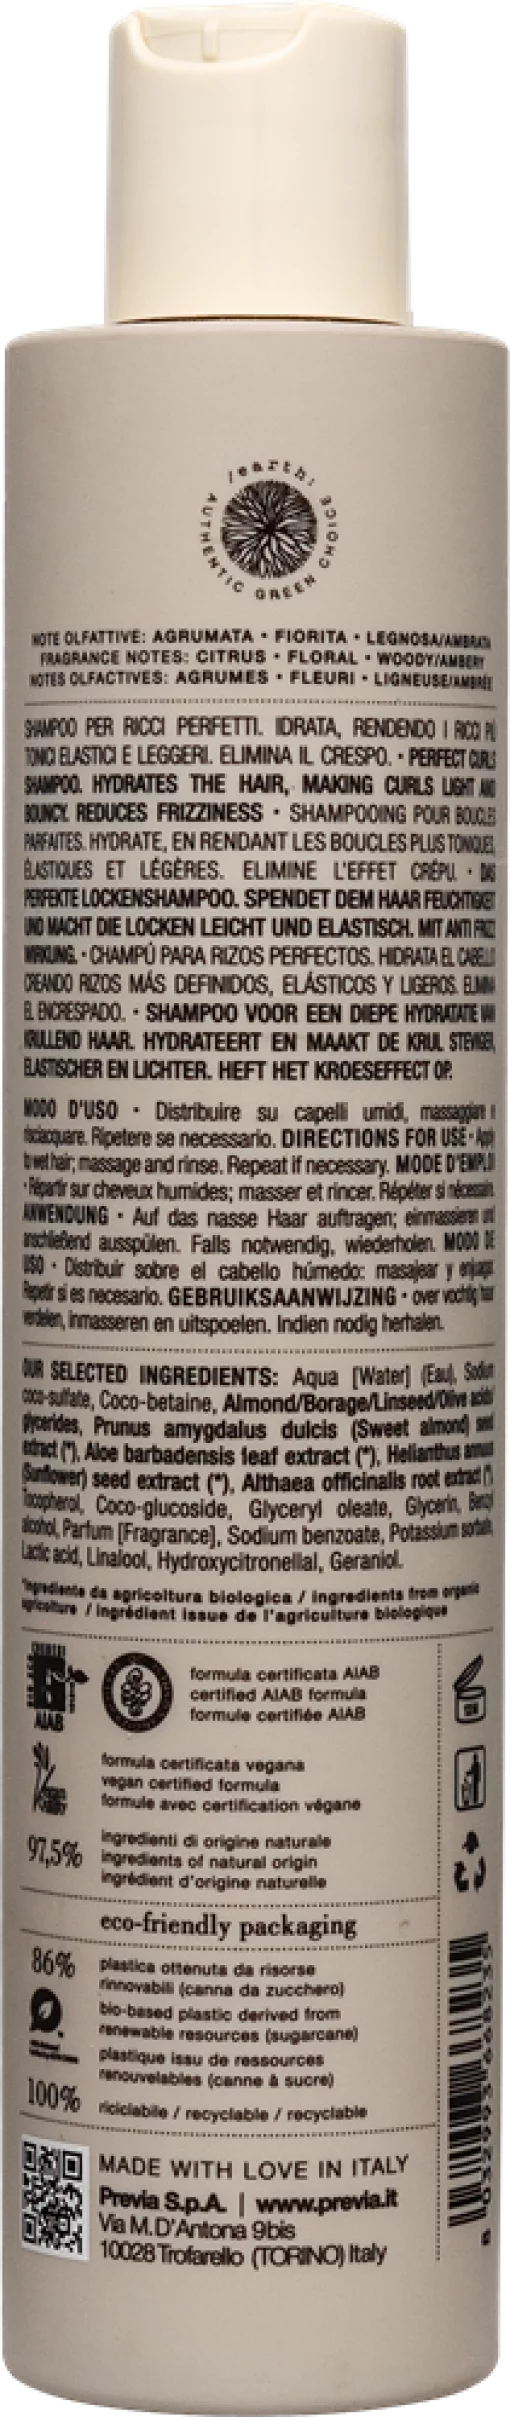 /earth:
AUTHENTIC GREEN CHOICE
NOTE OLFATTIVE: AGRUMATA • FIORITA • LEGNOSA/AMBRATA
FRAGRANCE NOTES: CITRUS • FLORAL • WOODY/AMBERY
NOTES OLFACTIVES: AGRUMES • FLEURI • LIGNEUSE/AMBRÉE
SHAMPOO PER RICCI PERFETTI. IDRATA, RENDENDO I RICCI PIÙ
TONICI ELASTICI E LEGGERI. ELIMINA IL CRESPO. • PERFECT CURLS
SHAMPOO. HYDRATES THE HAIR, MAKING CURLS LIGHT AND
BOUNCY. REDUCES FRIZZINESS • SHAMPOOING POUR BOUCLES
PARFAITES. HYDRATE, EN RENDANT LES BOUCLES PLUS TONIQUES,
ÉLASTIQUES ET LÉGÈRES. ELIMINE L'EFFET CRÉPU. • DAS
PERFEKTE LOCKENSHAMPOO. SPENDET DEM HAAR FEUCHTIGKEIT
UND MACHT DIE LOCKEN LEICHT UND ELASTISCH. MIT ANTI FRIZZ
WIRKUNG. • CHAMPÚ PARA RIZOS PERFECTOS. HIDRATA EL CABELLO
CREANDO RIZOS MÁS DEFINIDOS, ELÁSTICOS Y LIGEROS. ELIMINA
EL ENCRESPADO. • SHAMPOO VOOR EEN DIEPE HYDRATATIE VAN
KRULLEND HAAR. HYDRATEERT EN MAAKT DE KRUL STEVIGER,
ELASTISCHER EN LICHTER. HEFT HET KROESEFFECT OP.
MODO D'USO • Distribuire su capelli umidi, massaggiare e
risciacquare. Ripetere se necessario. DIRECTIONS FOR USE • Apply
to wet hair; massage and rinse. Repeat if necessary. MODE D'EMPLOI
• Répartir sur cheveux humides; masser et rincer. Répéter si nécessaire.
ANWENDUNG • Auf das nasse Haar auftragen; einmassieren und
anschließend ausspülen. Falls notwendig, wiederholen. MODO DE
USO • Distribuir sobre el cabello húmedo: masajear y enjuagar.
Repetir si es necesario. GEBRUIKSAANWIJZING • over vochtig haar
verdelen, inmasseren en uitspoelen. Indien nodig herhalen.
OUR SELECTED INGREDIENTS: Aqua [Water] (Eau), Sodium
coco-sulfate, Coco-betaine, Almond/Borage/Linseed/Olive acids/
glycerides, Prunus amygdalus dulcis (Sweet almond) seed
extract (*), Aloe barbadensis leaf extract (*), Helianthus annuus
(Sunflower) seed extract (*), Althaea officinalis root extract (*),
Tocopherol, Coco-glucoside, Glyceryl oleate, Glycerin, Benzyl
alcohol, Parfum [Fragrance], Sodium benzoate, Potassium sorbate,
Lactic acid, Linalool, Hydroxycitronellal, Geraniol.
*ingrediente da agricoltura biologica / ingredients from organic
agriculture / ingrédient issue de l'agriculture biologique
AIAB
formula certificata AIAB
certified AIAB formula
formule certifiée AIAB
12M
formula certificata vegana
vegan certified formula
formule avec certification végane
97,5%
ingredienti di origine naturale
ingredients of natural origin
ingrédient d'origine naturelle
eco-friendly packaging
86%
plastica ottenuta da risorse
rinnovabili (canna da zucchero)
bio-based plastic derived from
renewable resources (sugarcane)
plastique issu de ressources
renouvelables (canne à sucre)
100%
riciclabile / recyclable / recyclable
MADE WITH LOVE IN ITALY
Previa S.p.A. | www.previa.it
Via M.D'Antona 9bis
10028 Trofarello (TORINO) Italy